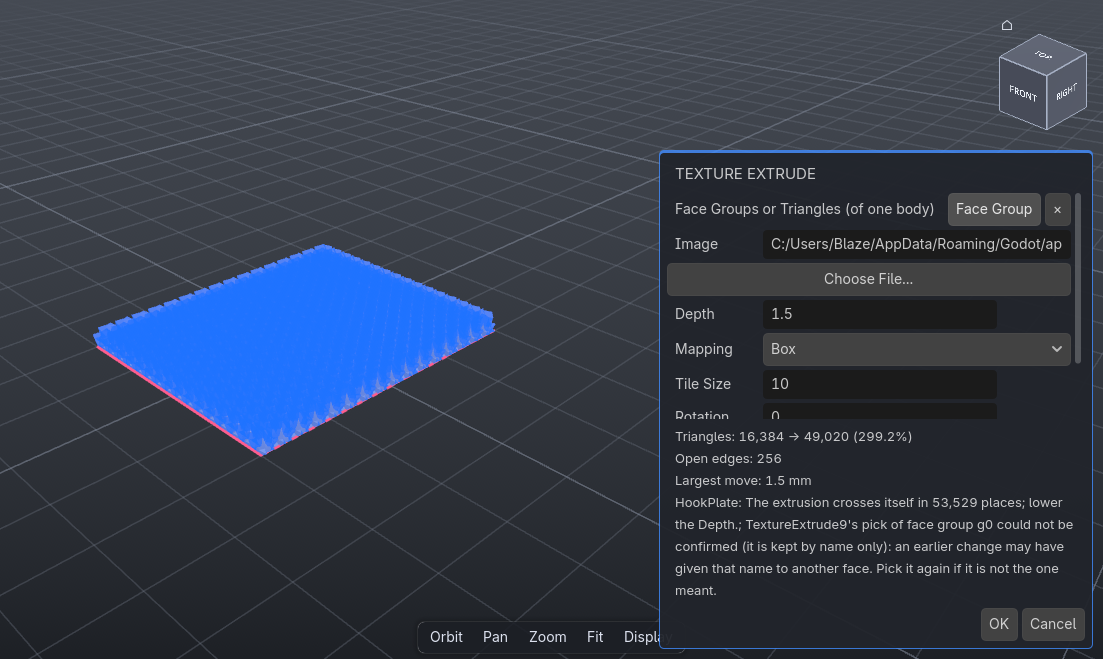 TOP
FRONT
RIGHT
TEXTURE EXTRUDE
Face Groups or Triangles (of one body)
Face Group
×
Image
C:/Users/Blaze/AppData/Roaming/Godot/ap
Choose File...
Depth
1.5
Mapping
Box
Tile Size
10
Rotation
0
Triangles: 16,384 → 49,020 (299.2%)
Open edges: 256
Largest move: 1.5 mm
HookPlate: The extrusion crosses itself in 53,529 places; lower
the Depth.; TextureExtrude9's pick of face group g0 could not be
confirmed (it is kept by name only): an earlier change may have
given that name to another face. Pick it again if it is not the one
meant.
OK
Cancel
Orbit
Pan
Zoom
Fit
Display